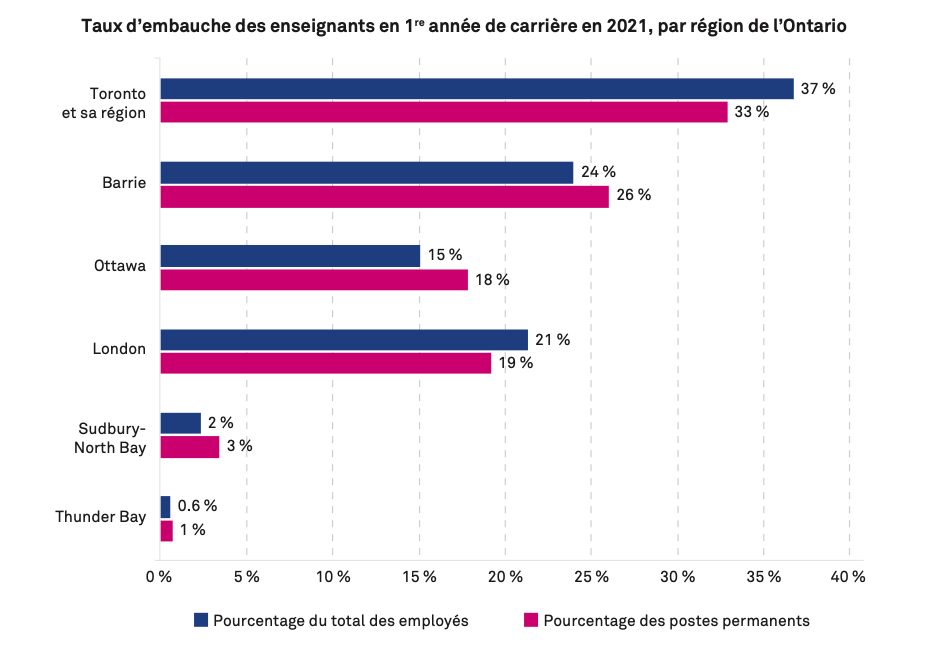 Taux d’embauche des enseignants en 1re année de carrière en 2021, par région de l’Ontario
Toronto
et sa région
37 %
33 %
Barrie
24 %
26 %
Ottawa
15 %
18 %
London
21 %
19 %
Sudbury-
North Bay
2 %
3 %
Thunder Bay
0.6 %
1 %
0 % 5 % 10 % 15 % 20 % 25 % 30 % 35 % 40 %
Pourcentage du total des employés Pourcentage des postes permanents